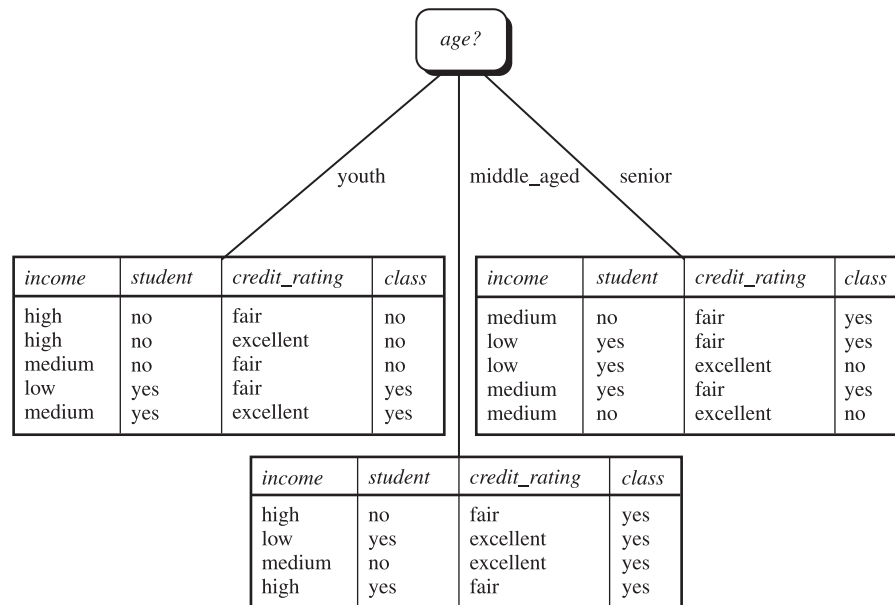 age?
youth
middle_aged
senior
income student credit_rating class
high no fair no
high no excellent no
medium no fair no
low yes fair yes
medium yes excellent yes
income student credit_rating class
medium no fair yes
low yes fair yes
low yes excellent no
medium yes fair yes
medium no excellent no
income student credit_rating class
high no fair yes
low yes excellent yes
medium no excellent yes
high yes fair yes